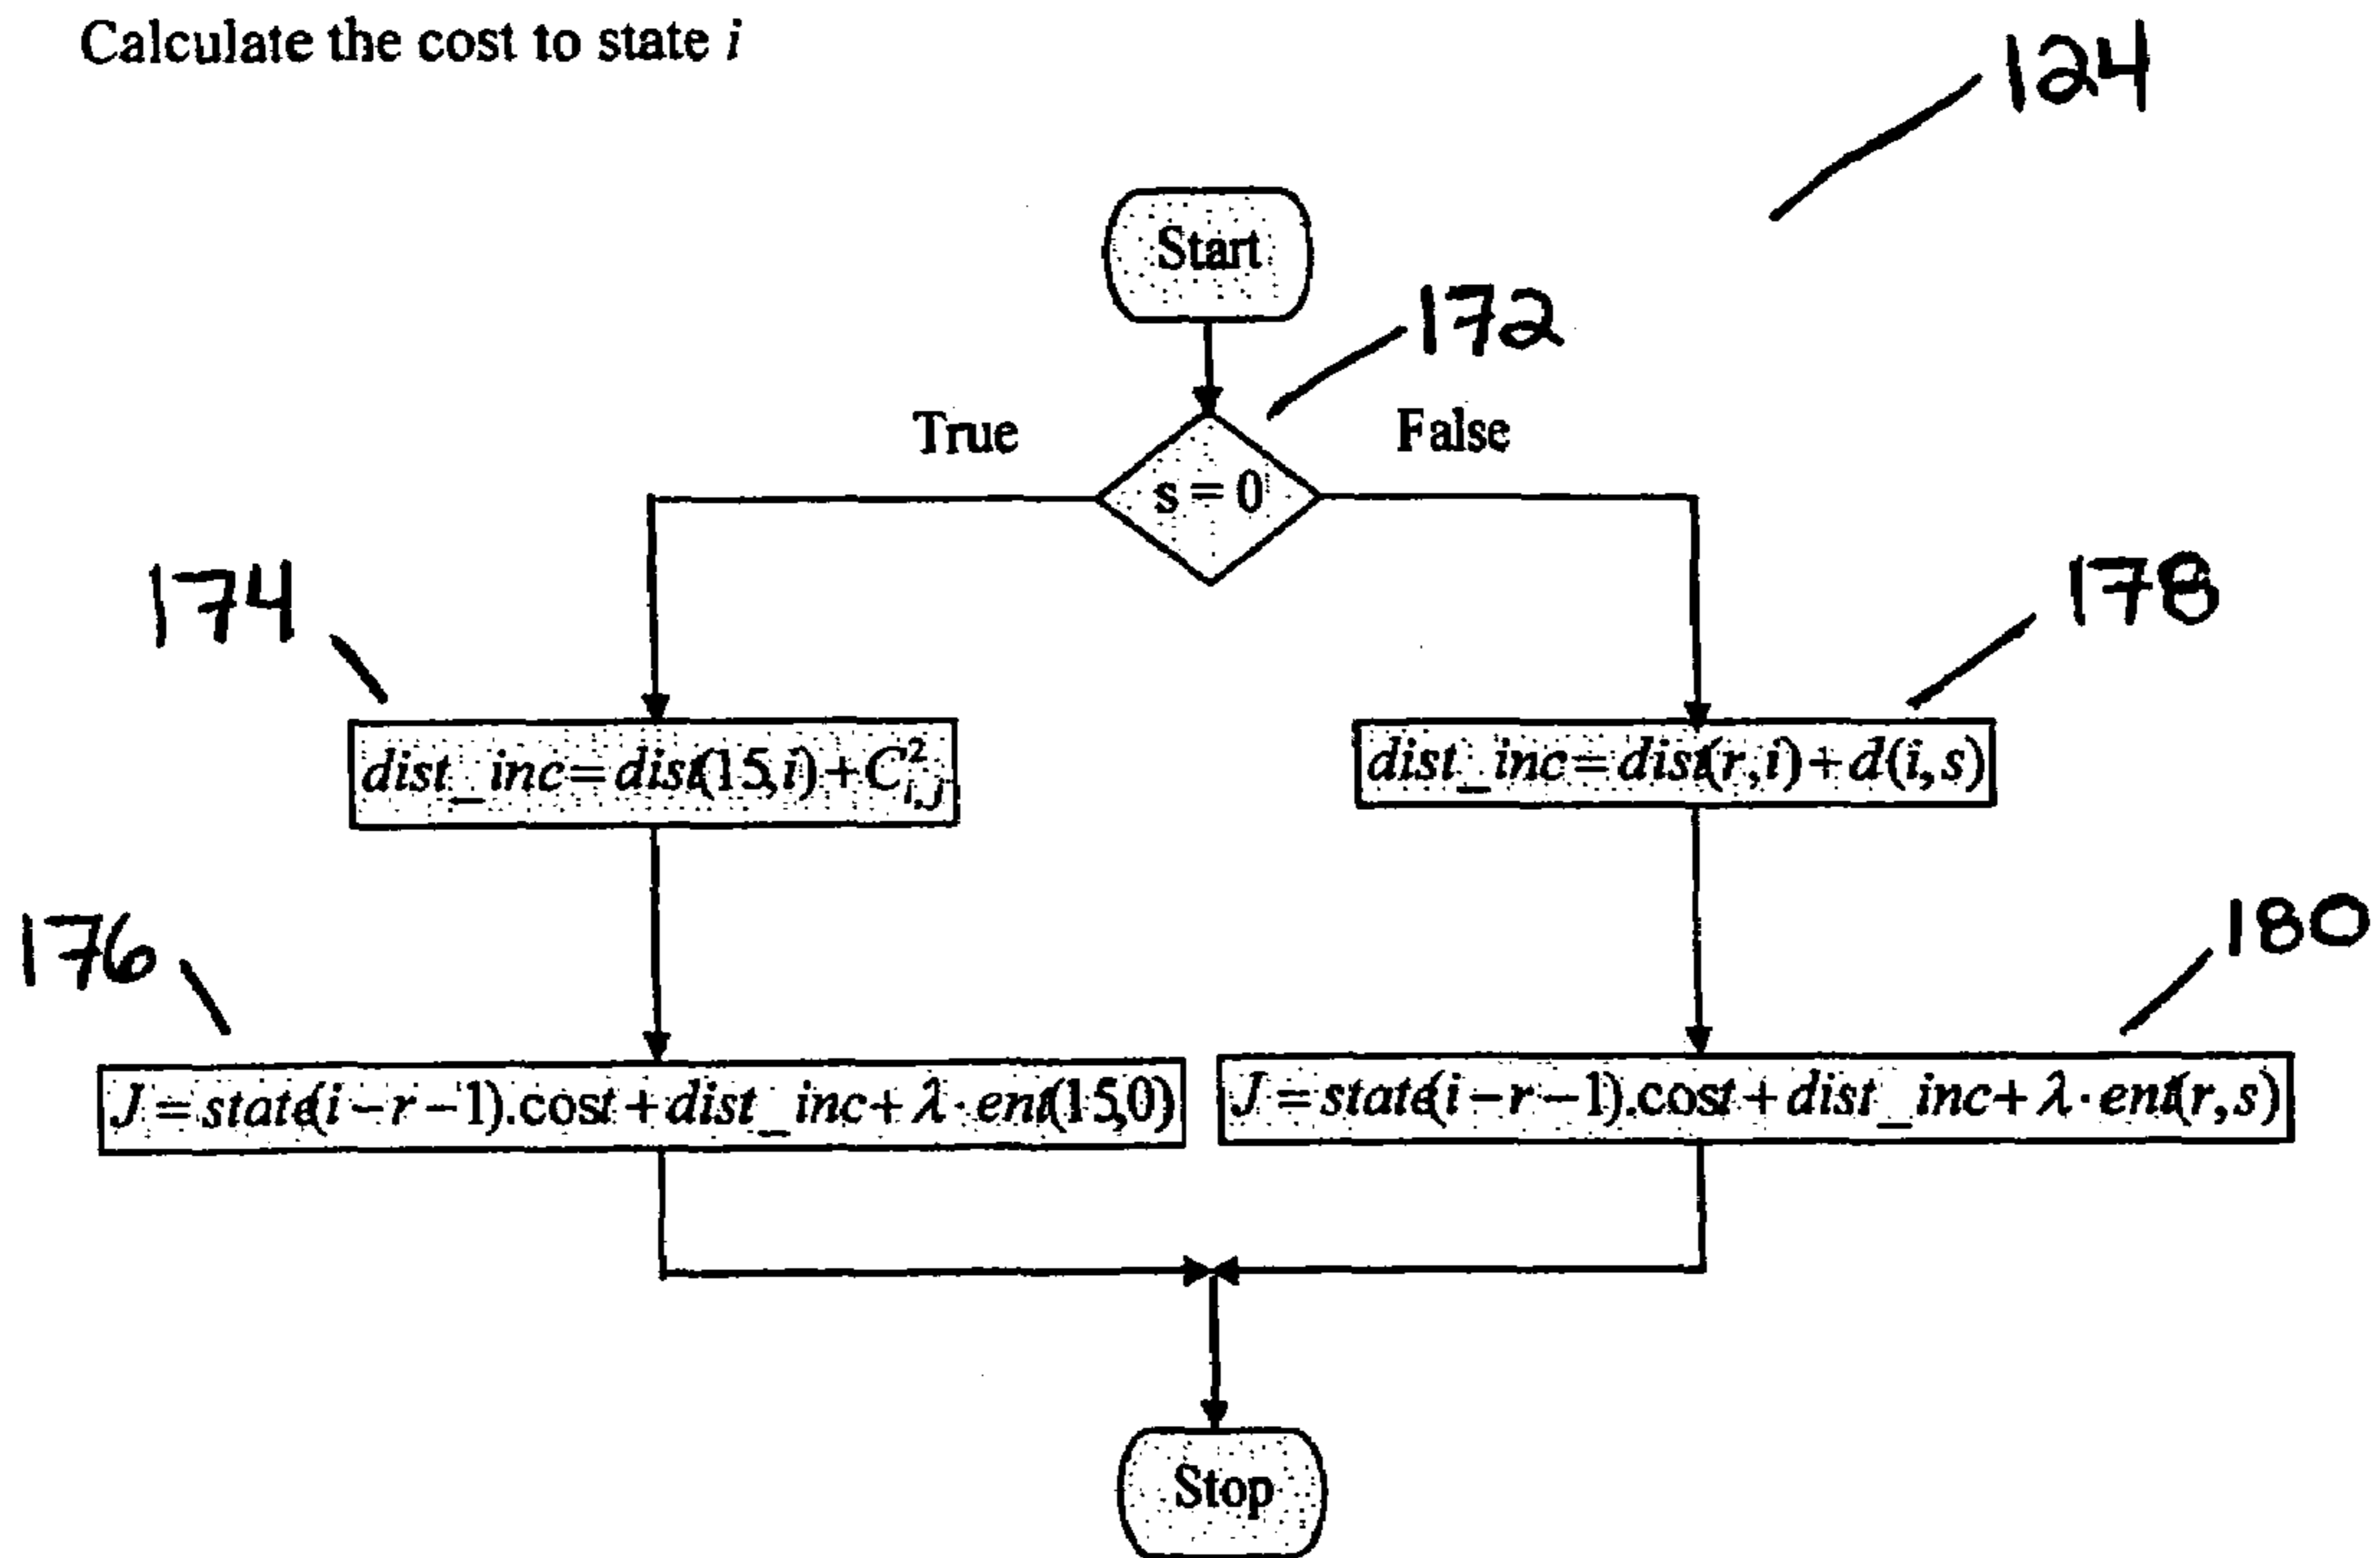 Calculate the cost to state i
124
Start
172
True
False
s = 0
174
178
dist_inc=dist(15,i)+C²i,j
dist_inc=dist(r,i)+d(i,s)
176
180
J=state(i-r-1).cost+dist_inc+λ·ent(15,0)
J=state(i-r-1).cost+dist_inc+λ·ent(r,s)
Stop